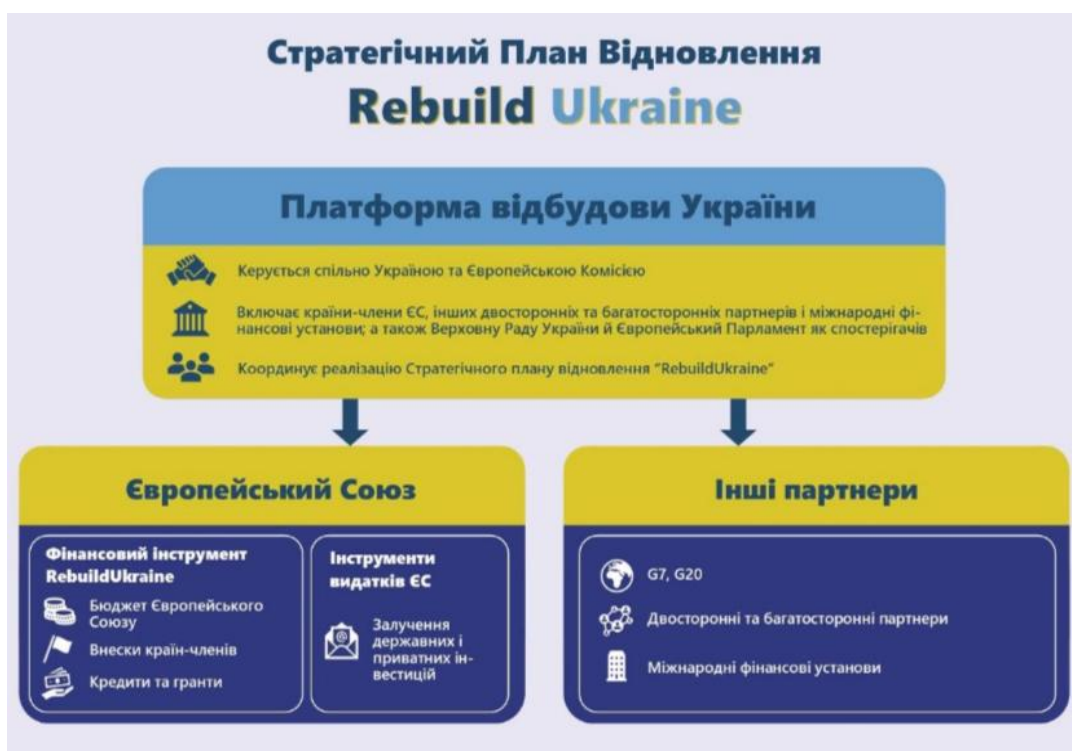 Стратегічний План Відновлення
Rebuild Ukraine
Платформа відбудови України
Керується спільно Україною та Європейською Комісією
Включає країни-члени ЄС, інших двосторонніх та багатосторонніх партнерів і міжнародні фі-
нансові установи; а також Верховну Раду України й Європейський Парламент як спостерігачів
Координує реалізацію Стратегічного плану відновлення "RebuildUkraine"
Європейський Союз
Фінансовий інструмент
RebuildUkraine
Бюджет Європейського
Союзу
Внески країн-членів
Кредити та гранти
Інструменти
видатків ЄС
Залучення
державних і
приватних ін-
вестицій
Інші партнери
G7, G20
Двосторонні та багатосторонні партнери
Міжнародні фінансові установи